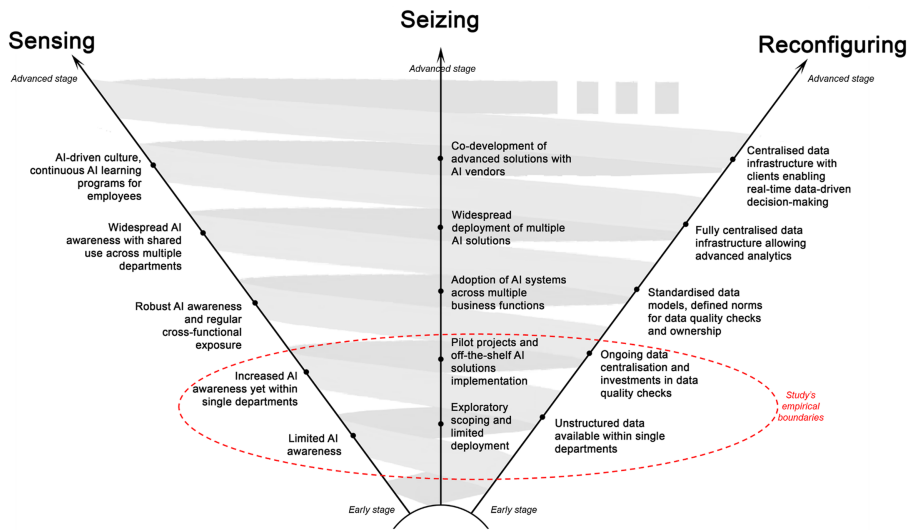 Sensing
Seizing
Reconfiguring
Advanced stage
Advanced stage
Advanced stage
AI-driven culture,
continuous AI learning
programs for
employees
Co-development of
advanced solutions with
AI vendors
Centralised data
infrastructure with
clients enabling
real-time data-driven
decision-making
Widespread AI
awareness with shared
use across multiple
departments
Widespread
deployment of multiple
AI solutions
Fully centralised data
infrastructure allowing
advanced analytics
Robust AI awareness
and regular
cross-functional
exposure
Adoption of AI systems
across multiple
business functions
Standardised data
models, defined norms
for data quality checks
and ownership
Increased AI
awareness yet within
single departments
Pilot projects and
off-the-shelf AI
solutions
implementation
Ongoing data
centralisation and
investments in data
quality checks
Study's
empirical
boundaries
Limited AI
awareness
Exploratory
scoping and
limited
deployment
Unstructured data
available within single
departments
Early stage
Early stage